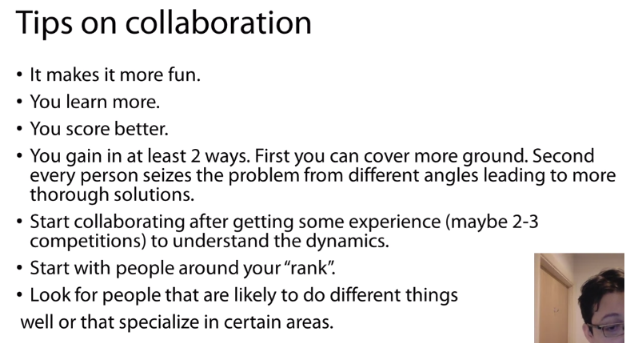 Tips on collaboration
• It makes it more fun.
• You learn more.
• You score better.
• You gain in at least 2 ways. First you can cover more ground. Second
every person seizes the problem from different angles leading to more
thorough solutions.
• Start collaborating after getting some experience (maybe 2-3
competitions) to understand the dynamics.
• Start with people around your “rank”.
• Look for people that are likely to do different things
well or that specialize in certain areas.